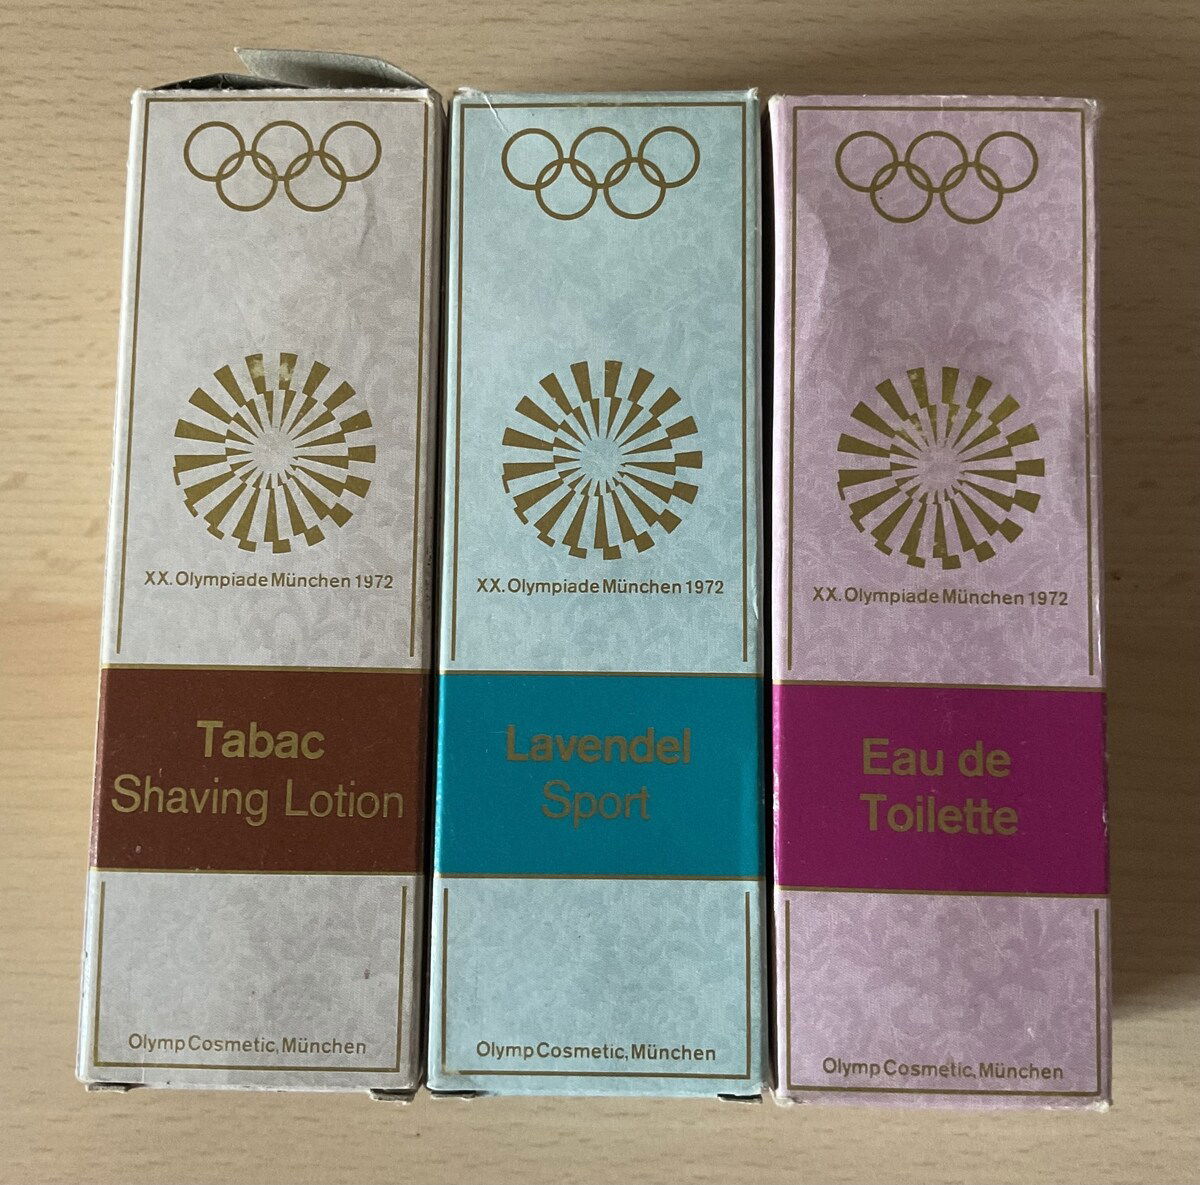 XX. Olympiade München 1972
Tabac
Shaving Lotion
Olymp Cosmetic, München
XX. Olympiade München 1972
Lavendel
Sport
Olymp Cosmetic, München
XX. Olympiade München 1972
Eau de
Toilette
Olymp Cosmetic, München